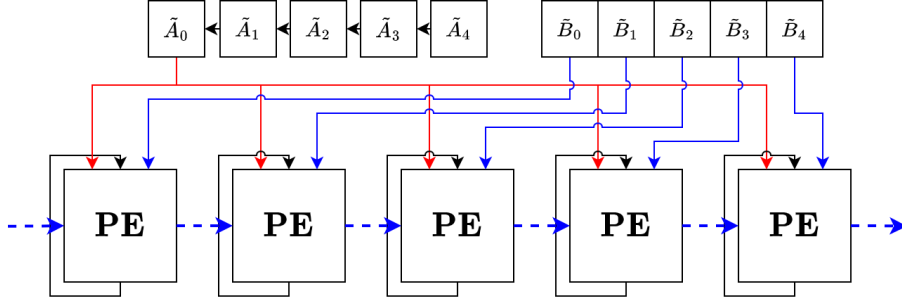 Ã₀ Ã₁ Ã₂ Ã₃ Ã₄ B̃₀ B̃₁ B̃₂ B̃₃ B̃₄
PE PE PE PE PE